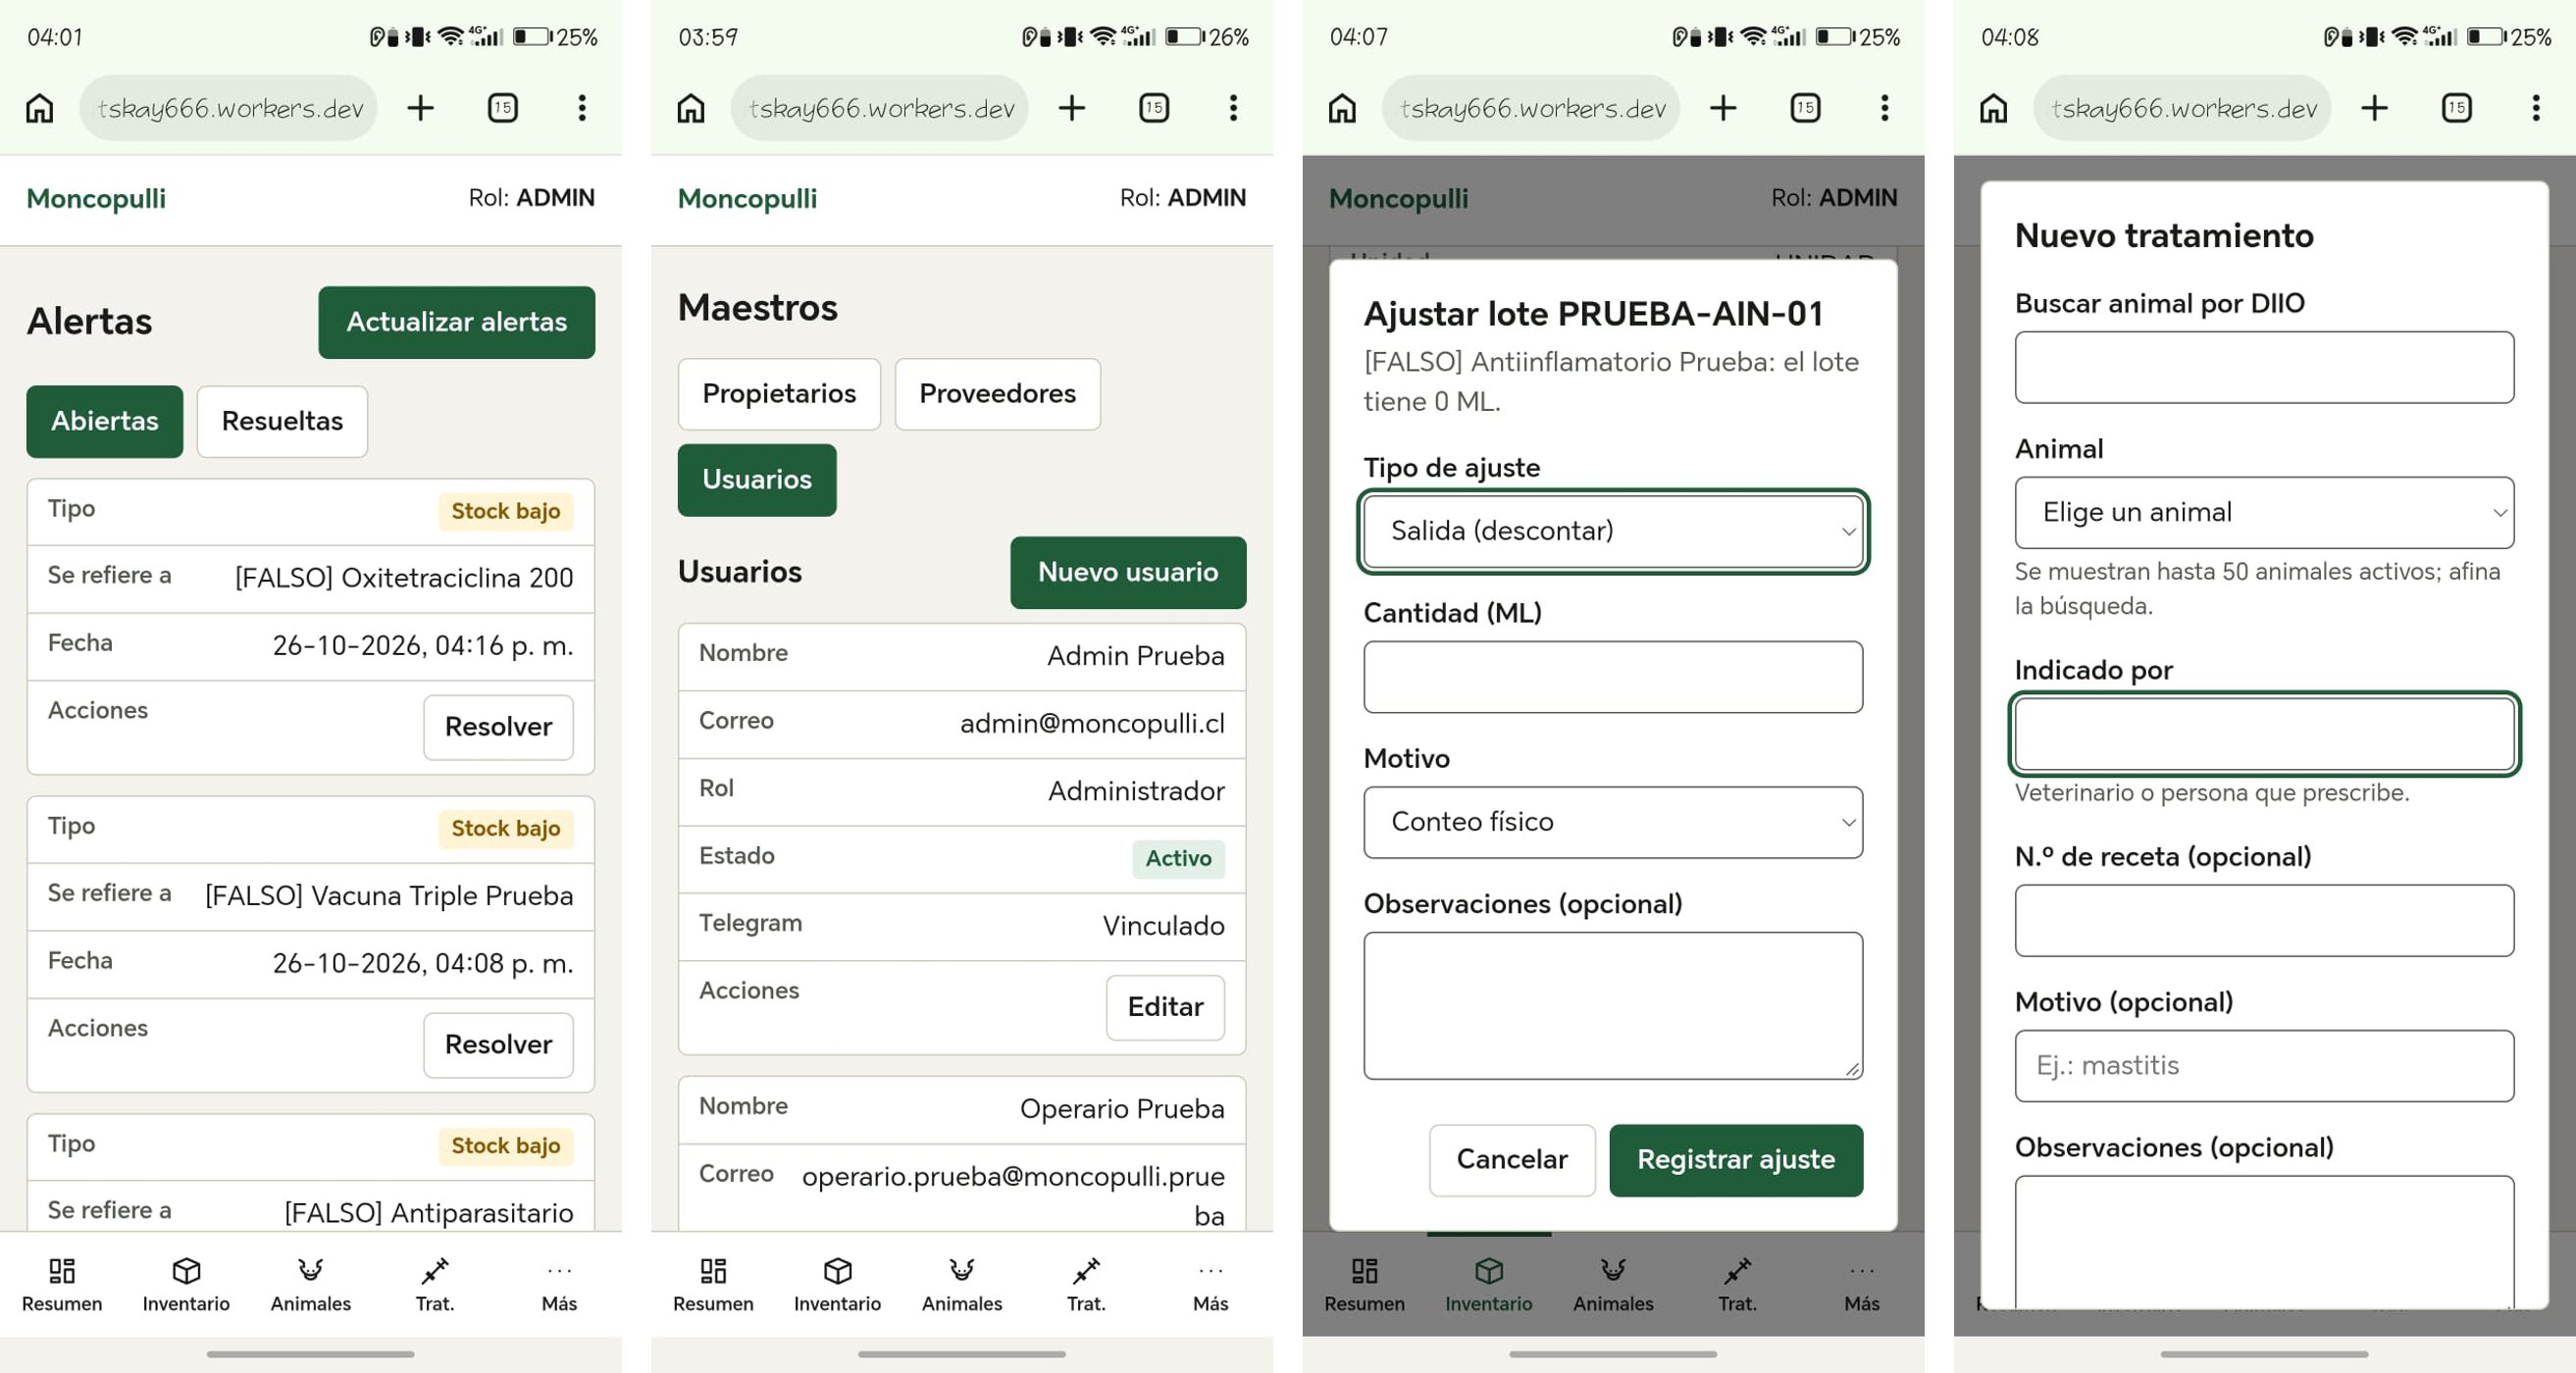 04:01
4G+
25%
tskay666.workers.dev
15
Moncopulli
Rol: ADMIN
Alertas
Actualizar alertas
Abiertas
Resueltas
Tipo
Stock bajo
Se refiere a
[FALSO] Oxitetraciclina 200
Fecha
26-10-2026, 04:16 p. m.
Acciones
Resolver
Tipo
Stock bajo
Se refiere a
[FALSO] Vacuna Triple Prueba
Fecha
26-10-2026, 04:08 p. m.
Acciones
Resolver
Tipo
Stock bajo
Se refiere a
[FALSO] Antiparasitario
Resumen
Inventario
Animales
Trat.
Más
03:59
4G+
26%
tskay666.workers.dev
15
Moncopulli
Rol: ADMIN
Maestros
Propietarios
Proveedores
Usuarios
Usuarios
Nuevo usuario
Nombre
Admin Prueba
Correo
admin@moncopulli.cl
Rol
Administrador
Estado
Activo
Telegram
Vinculado
Acciones
Editar
Nombre
Operario Prueba
Correo
operario.prueba@moncopulli.prue
ba
Resumen
Inventario
Animales
Trat.
Más
04:07
4G+
25%
tskay666.workers.dev
15
Moncopulli
Rol: ADMIN
Unidad
UNIDAD
Ajustar lote PRUEBA-AIN-01
[FALSO] Antiinflamatorio Prueba: el lote
tiene 0 ML.
Tipo de ajuste
Salida (descontar)
Cantidad (ML)
Motivo
Conteo físico
Observaciones (opcional)
Cancelar
Registrar ajuste
Resumen
Inventario
Animales
Trat.
Más
04:08
4G+
25%
tskay666.workers.dev
15
Nuevo tratamiento
Buscar animal por DIIO
Animal
Elige un animal
Se muestran hasta 50 animales activos; afina
la búsqueda.
Indicado por
Veterinario o persona que prescribe.
N.º de receta (opcional)
Motivo (opcional)
Ej.: mastitis
Observaciones (opcional)